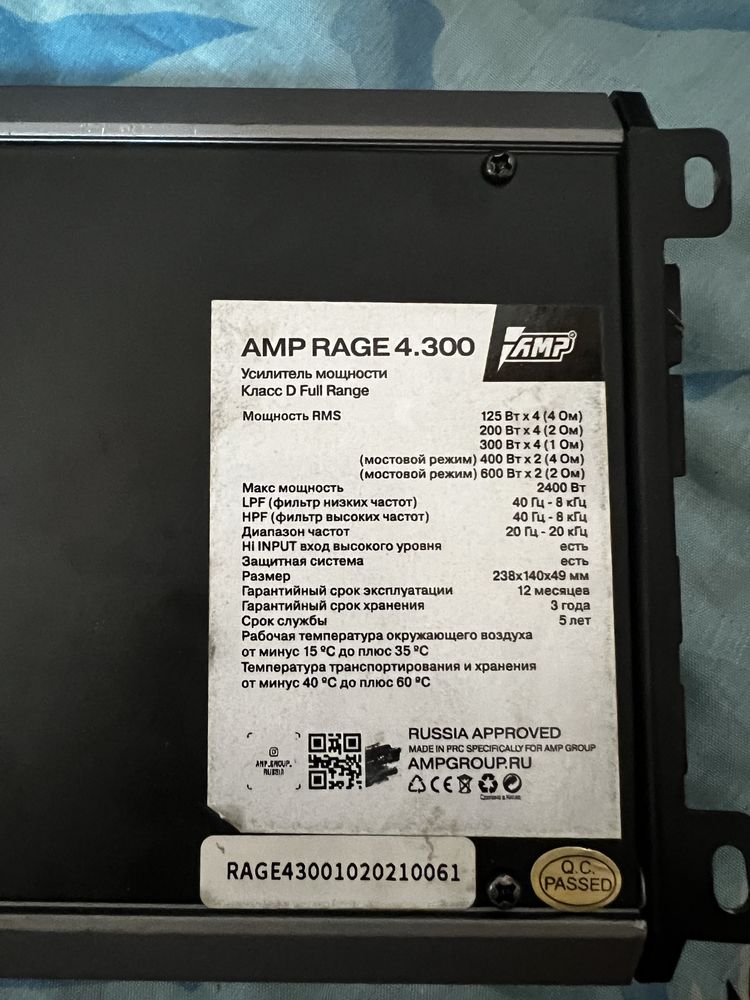 AMP RAGE 4.300
AMP®
Усилитель мощности
Класс D Full Range
Мощность RMS 125 Вт x 4 (4 Ом)
200 Вт x 4 (2 Ом)
300 Вт x 4 (1 Ом)
(мостовой режим) 400 Вт x 2 (4 Ом)
(мостовой режим) 600 Вт x 2 (2 Ом)
Макс мощность 2400 Вт
LPF (фильтр низких частот) 40 Гц - 8 кГц
HPF (фильтр высоких частот) 40 Гц - 8 кГц
Диапазон частот 20 Гц - 20 кГц
Hi INPUT вход высокого уровня есть
Защитная система есть
Размер 238x140x49 мм
Гарантийный срок эксплуатации 12 месяцев
Гарантийный срок хранения 3 года
Срок службы 5 лет
Рабочая температура окружающего воздуха
от минус 15 ºС до плюс 35 ºС
Температура транспортирования и хранения
от минус 40 ºС до плюс 60 ºС
AMP_GROUP_
RUSSIA
RUSSIA APPROVED
MADE IN PRC SPECIFICALLY FOR AMP GROUP
AMPGROUP.RU
CE
Сделано в Китае
RAGE43001020210061
Q.C.
PASSED